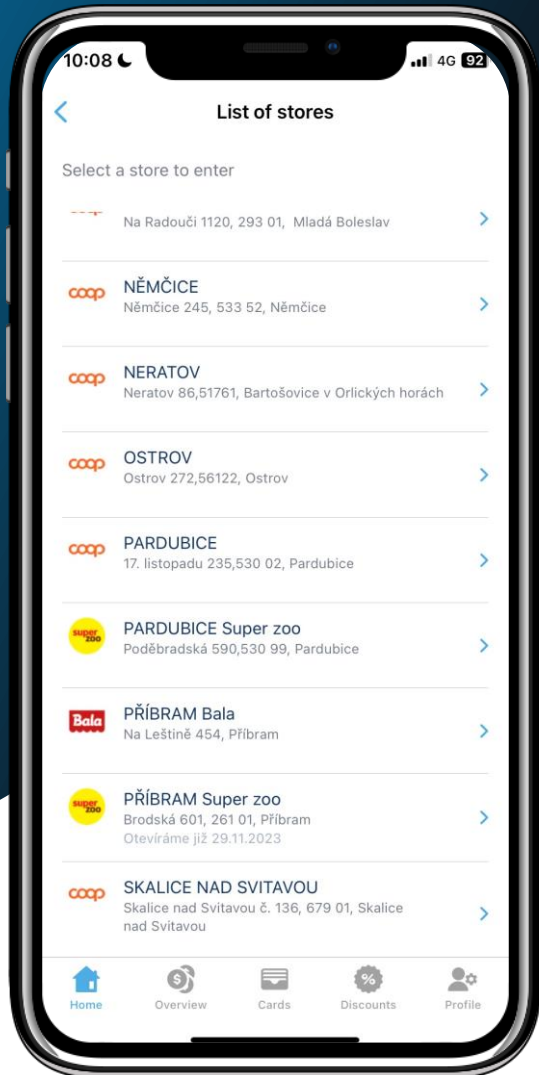 10:08
4G 92
List of stores
Select a store to enter
Na Radouči 1120, 293 01, Mladá Boleslav
coop
NĚMČICE
Němčice 245, 533 52, Němčice
coop
NERATOV
Neratov 86,51761, Bartošovice v Orlických horách
coop
OSTROV
Ostrov 272,56122, Ostrov
coop
PARDUBICE
17. listopadu 235,530 02, Pardubice
super
zoo
PARDUBICE Super zoo
Poděbradská 590,530 99, Pardubice
Bala
PŘÍBRAM Bala
Na Leštině 454, Příbram
super
zoo
PŘÍBRAM Super zoo
Brodská 601, 261 01, Příbram
Otevíráme již 29.11.2023
coop
SKALICE NAD SVITAVOU
Skalice nad Svitavou č. 136, 679 01, Skalice
nad Svitavou
Home Overview Cards Discounts Profile